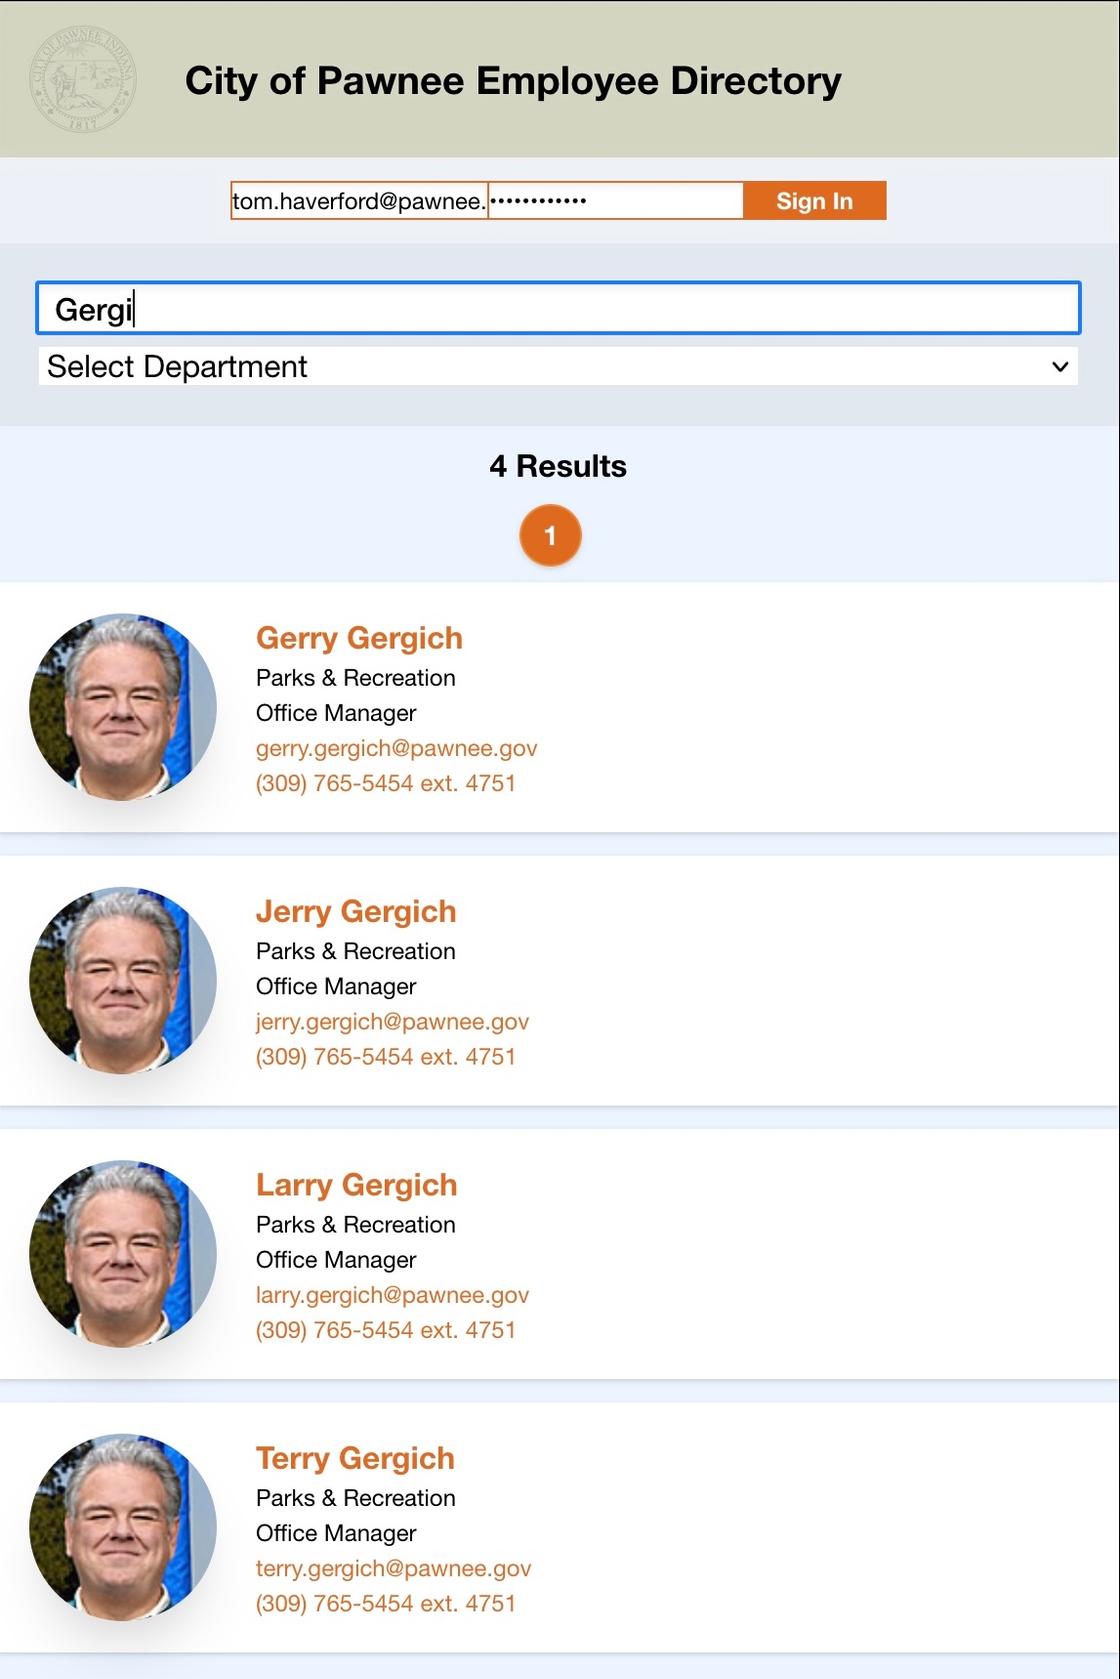 CITY OF PAWNEE, INDIANA
1817
City of Pawnee Employee Directory
tom.haverford@pawnee. •••••••••••• Sign In
Gergi
Select Department
4 Results
1
Gerry Gergich
Parks & Recreation
Office Manager
gerry.gergich@pawnee.gov
(309) 765-5454 ext. 4751
Jerry Gergich
Parks & Recreation
Office Manager
jerry.gergich@pawnee.gov
(309) 765-5454 ext. 4751
Larry Gergich
Parks & Recreation
Office Manager
larry.gergich@pawnee.gov
(309) 765-5454 ext. 4751
Terry Gergich
Parks & Recreation
Office Manager
terry.gergich@pawnee.gov
(309) 765-5454 ext. 4751